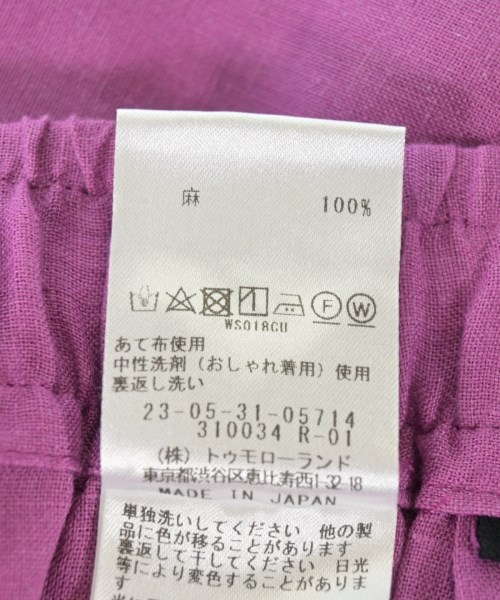 麻 100%
F W
WS018GU
あて布使用
中性洗剤(おしゃれ着用)使用
裏返し洗い
23-05-31-05714
310034 R-01
(株)トゥモローランド
東京都渋谷区恵比寿西1-32-18
MADE IN JAPAN
単独洗いしてください 他の製
品に色が移ることがあります
裏返して干してください 日光
等により変色することがありま
す